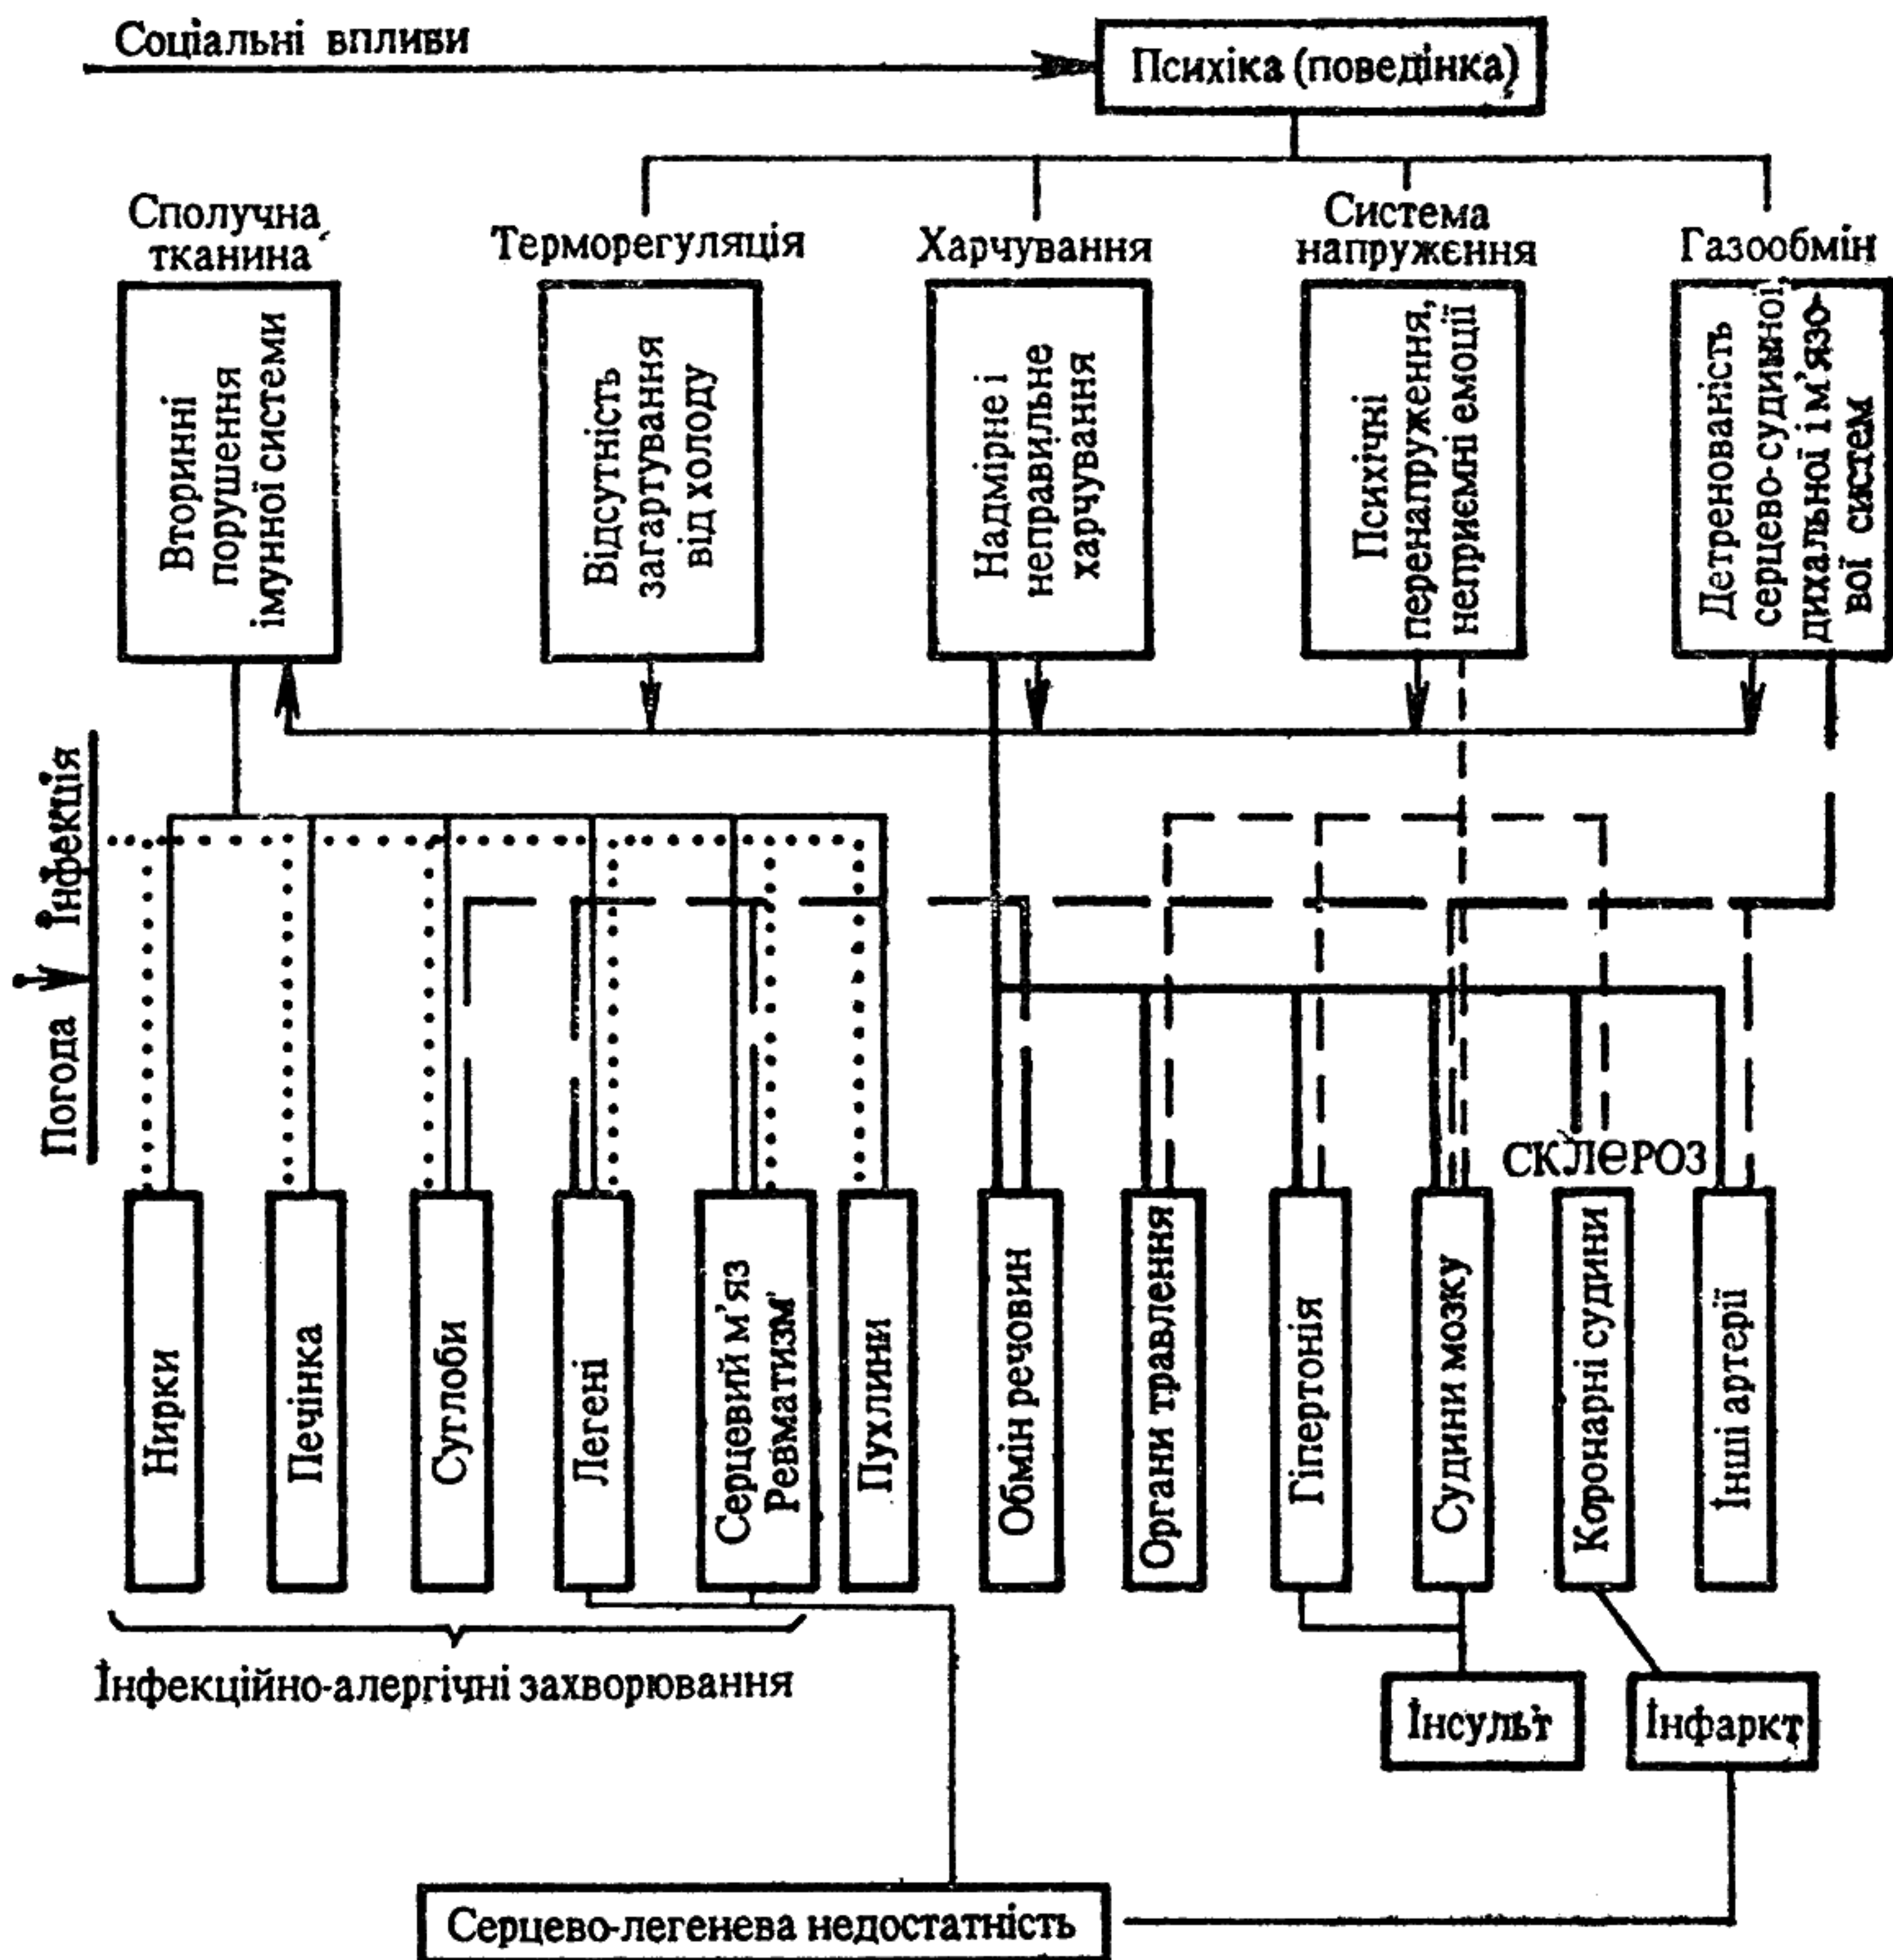 Соціальні впливи
Психіка (поведінка)
Сполучна
тканина
Терморегуляція
Харчування
Система
напруження
Газообмін
Вторинні
порушення
імунної системи
Відсутність
загартування
від холоду
Надмірне і
неправильне
харчування
Психічні
перенапруження,
неприємні емоції
Детренованість
серцево-судинної,
дихальної і м'язо-
вої систем
Інфекція
Погода
склероз
Нирки
Печінка
Суглоби
Легені
Серцевий м'яз
Ревматизм
Пухлини
Обмін речовин
Органи травлення
Гіпертонія
Судини мозку
Коронарні судини
Інші артерії
Інфекційно-алергічні захворювання
Інсульт
Інфаркт
Серцево-легенева недостатність